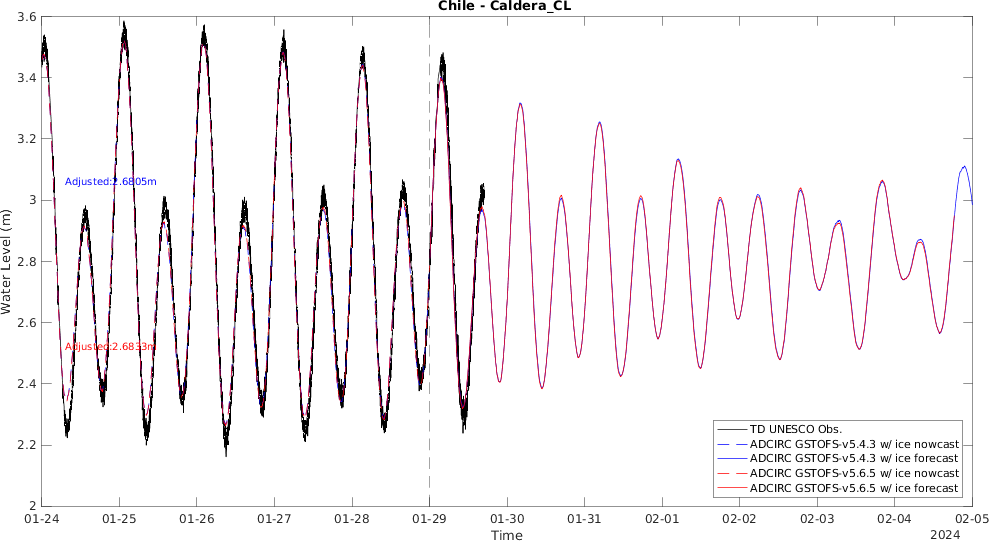 Chile - Caldera_CL
3.6
3.4
3.2
3
2.8
2.6
2.4
2.2
2
Water Level (m)
Adjusted:2.6805m
Adjusted:2.6833m
TD UNESCO Obs.
ADCIRC GSTOFS-v5.4.3 w/ ice nowcast
ADCIRC GSTOFS-v5.4.3 w/ ice forecast
ADCIRC GSTOFS-v5.6.5 w/ ice nowcast
ADCIRC GSTOFS-v5.6.5 w/ ice forecast
01-24 01-25 01-26 01-27 01-28 01-29 01-30 01-31 02-01 02-02 02-03 02-04 02-05
Time
2024